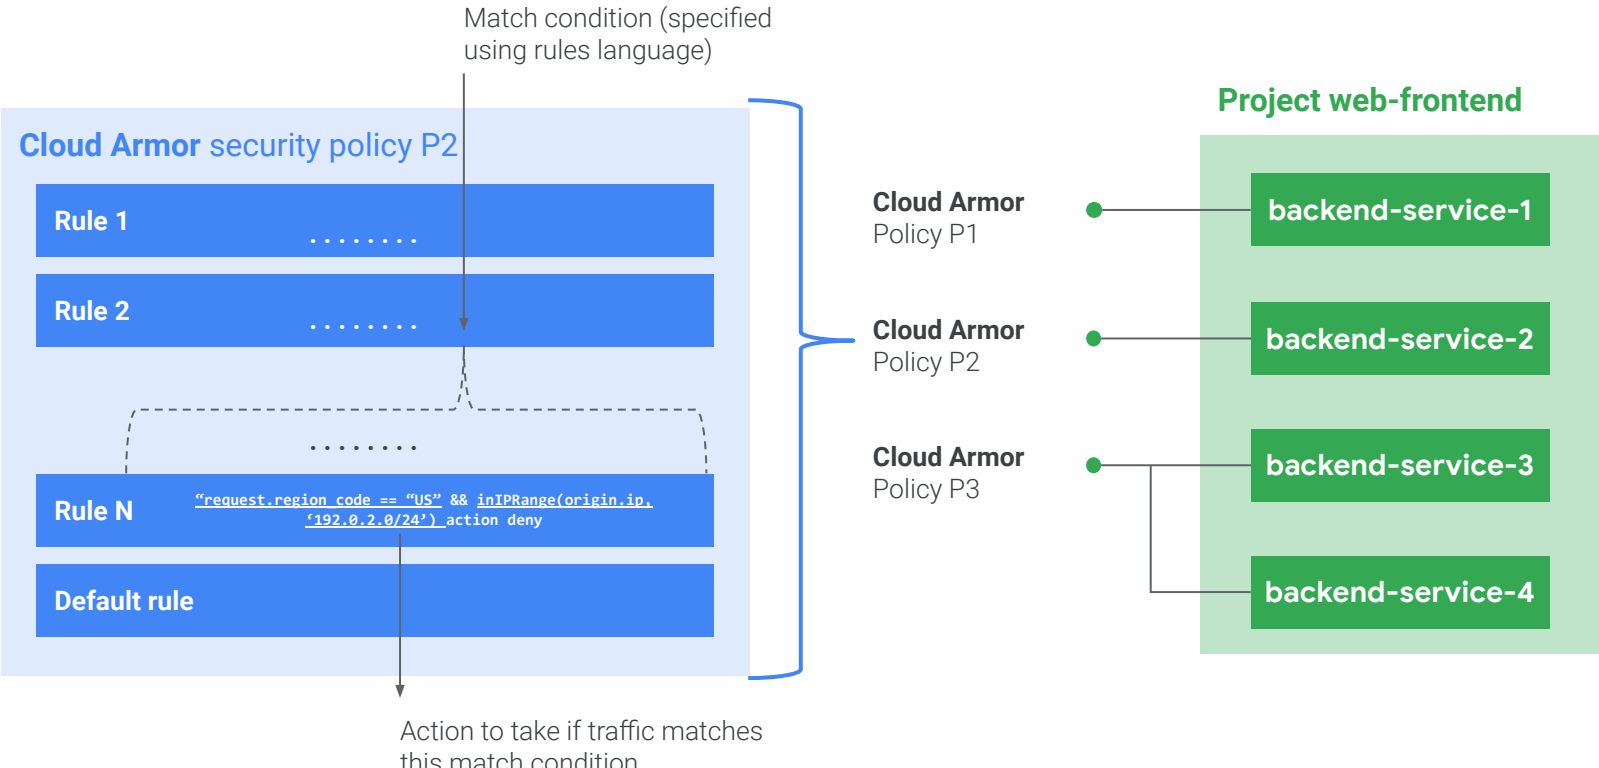 Match condition (specified
using rules language)
Cloud Armor security policy P2
Rule 1
. . . . . . . .
Rule 2
. . . . . . . .
. . . . . . . .
Rule N
“request.region_code == “US” && inIPRange(origin.ip,
‘192.0.2.0/24’) action deny
Default rule
Action to take if traffic matches
this match condition
Cloud Armor
Policy P1
Cloud Armor
Policy P2
Cloud Armor
Policy P3
Project web-frontend
backend-service-1
backend-service-2
backend-service-3
backend-service-4